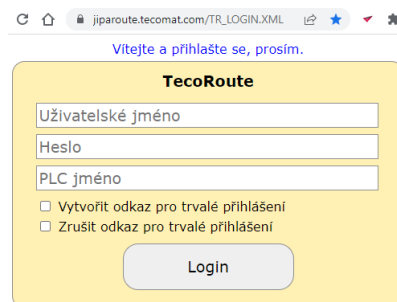 jiparoute.tecomat.com/TR_LOGIN.XML
Vítejte a přihlašte se, prosím.
TecoRoute
Uživatelské jméno
Heslo
PLC jméno
Vytvořit odkaz pro trvalé přihlášení
Zrušit odkaz pro trvalé přihlášení
Login